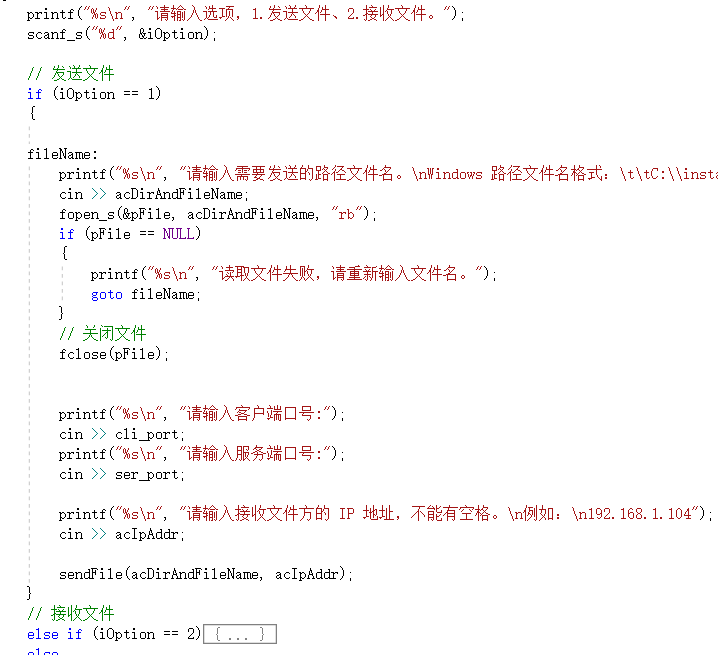 printf("%s\n", "请输入选项，1.发送文件、2.接收文件。");
scanf_s("%d", &iOption);
// 发送文件
if (iOption == 1)
{
fileName:
printf("%s\n", "请输入需要发送的路径文件名。\nWindows 路径文件名格式：\t\tC:\\insta
cin >> acDirAndFileName;
fopen_s(&pFile, acDirAndFileName, "rb");
if (pFile == NULL)
{
printf("%s\n", "读取文件失败，请重新输入文件名。");
goto fileName;
}
// 关闭文件
fclose(pFile);
printf("%s\n", "请输入客户端口号:");
cin >> cli_port;
printf("%s\n", "请输入服务端口号:");
cin >> ser_port;
printf("%s\n", "请输入接收文件方的 IP 地址，不能有空格。\n例如：\n192.168.1.104");
cin >> acIpAddr;
sendFile(acDirAndFileName, acIpAddr);
}
// 接收文件
else if (iOption == 2){ ... }
else